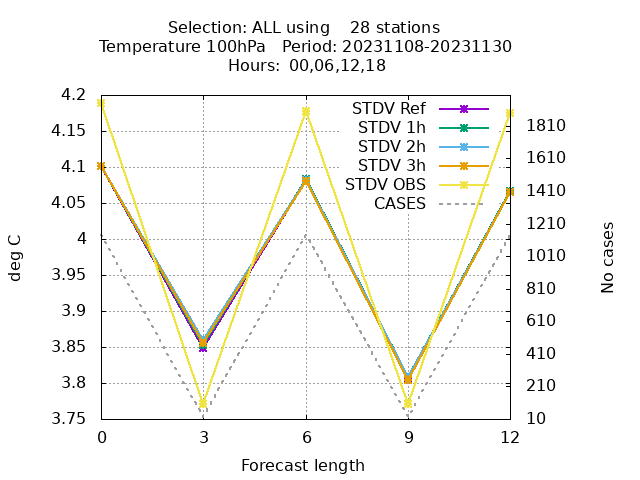 Selection: ALL using 28 stations
Temperature 100hPa Period: 20231108-20231130
Hours: 00,06,12,18
STDV Ref
STDV 1h
STDV 2h
STDV 3h
STDV OBS
CASES
4.2
4.15
4.1
4.05
4
3.95
3.9
3.85
3.8
3.75
deg C
1810
1610
1410
1210
1010
810
610
410
210
10
No cases
0 3 6 9 12
Forecast length